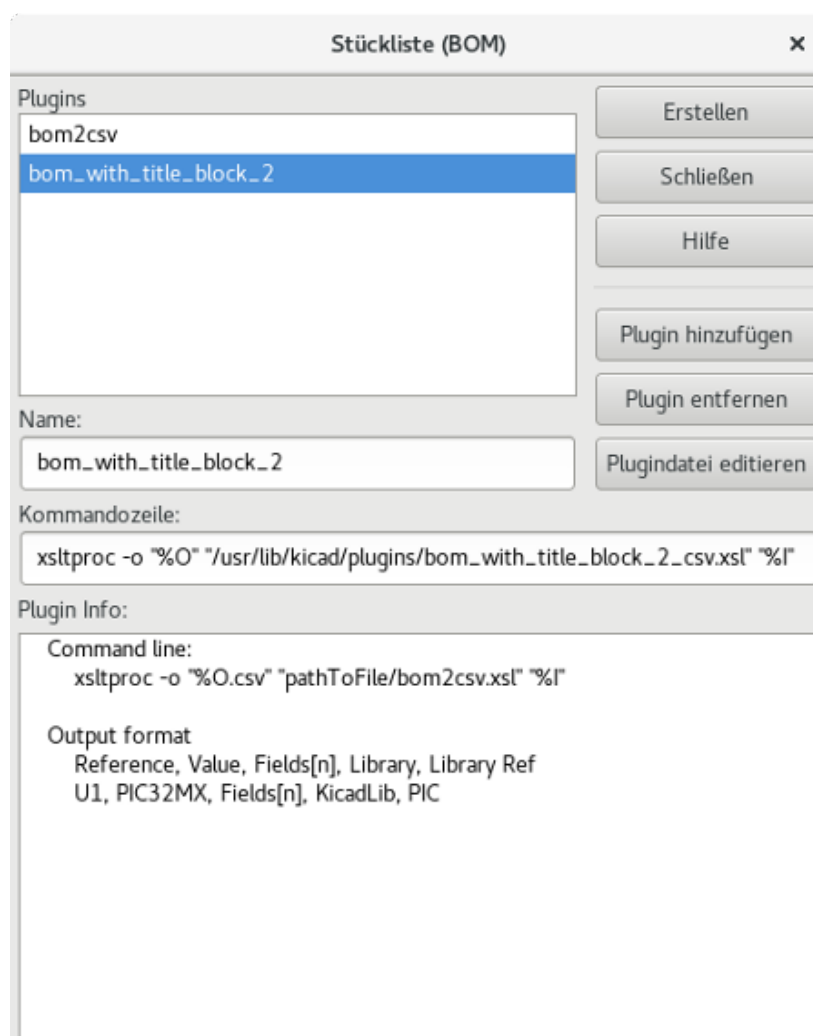 Stückliste (BOM)
Plugins
bom2csv
bom_with_title_block_2
Erstellen
Schließen
Hilfe
Plugin hinzufügen
Plugin entfernen
Plugindatei editieren
Name:
bom_with_title_block_2
Kommandozeile:
xsltproc -o "%O" "/usr/lib/kicad/plugins/bom_with_title_block_2_csv.xsl" "%I"
Plugin Info:
Command line:
xsltproc -o "%O.csv" "pathToFile/bom2csv.xsl" "%I"
Output format
Reference, Value, Fields[n], Library, Library Ref
U1, PIC32MX, Fields[n], KicadLib, PIC